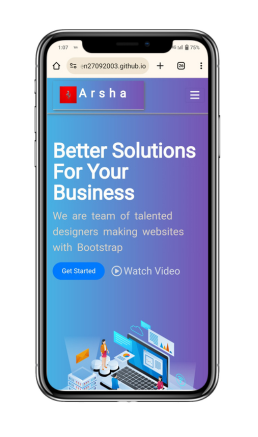 1:07
75%
en27092003.github.io
Arsha
Better Solutions
For Your
Business
We are team of talented
designers making websites
with Bootstrap
Get Started
Watch Video